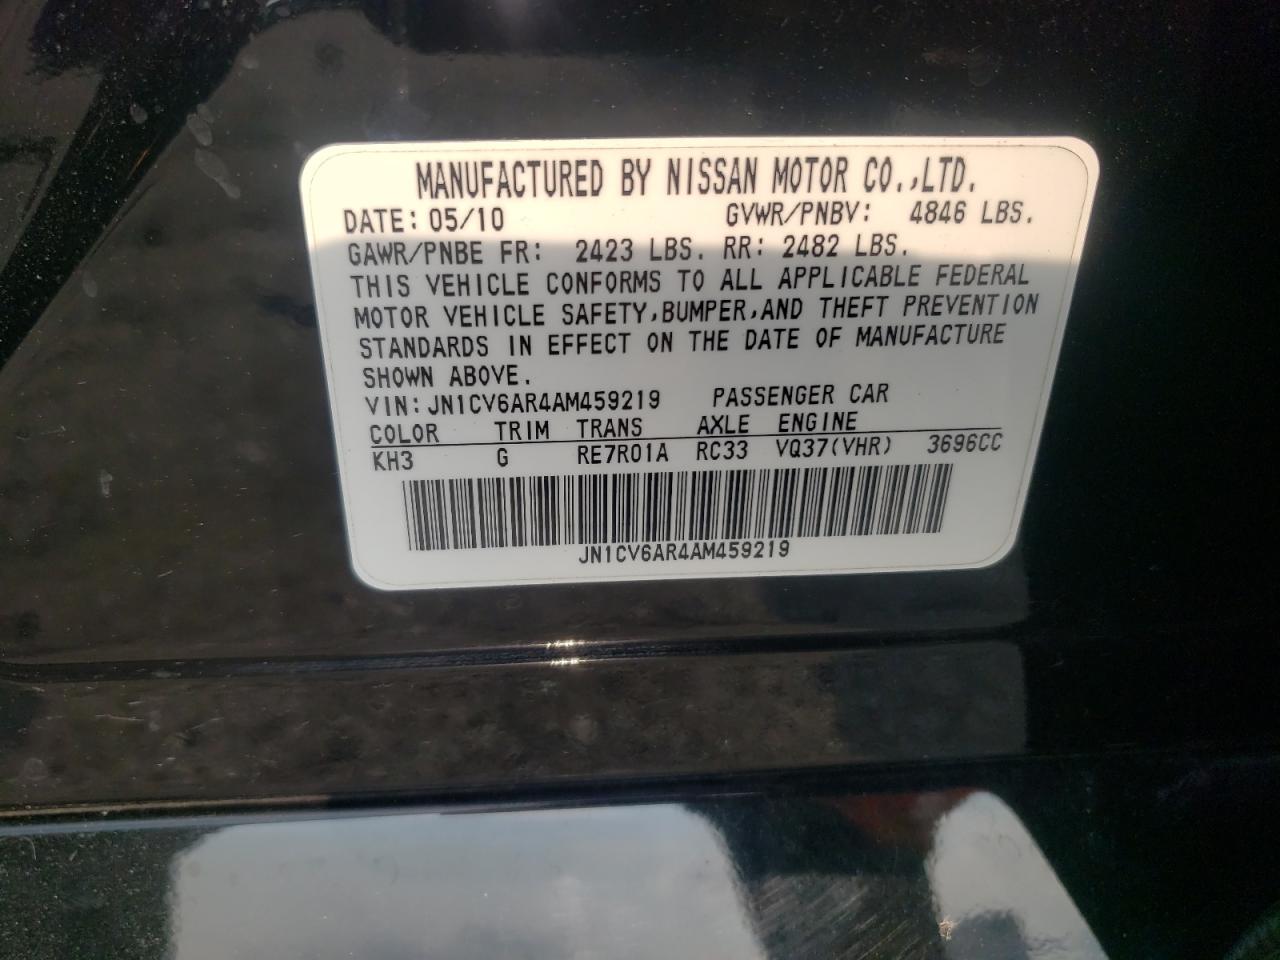 MANUFACTURED BY NISSAN MOTOR CO.,LTD.
DATE: 05/10 GVWR/PNBV: 4846 LBS.
GAWR/PNBE FR: 2423 LBS. RR: 2482 LBS.
THIS VEHICLE CONFORMS TO ALL APPLICABLE FEDERAL
MOTOR VEHICLE SAFETY,BUMPER,AND THEFT PREVENTION
STANDARDS IN EFFECT ON THE DATE OF MANUFACTURE
SHOWN ABOVE.
VIN: JN1CV6AR4AM459219 PASSENGER CAR
COLOR TRIM TRANS AXLE ENGINE
KH3 G RE7R01A RC33 VQ37(VHR) 3696CC
JN1CV6AR4AM459219